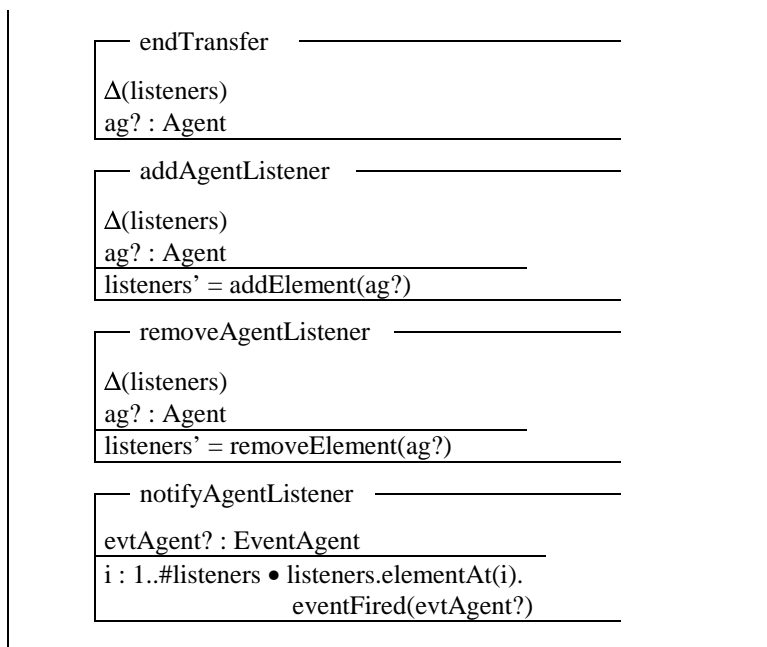 endTransfer
Δ(listeners)
ag? : Agent
addAgentListener
Δ(listeners)
ag? : Agent
listeners’ = addElement(ag?)
removeAgentListener
Δ(listeners)
ag? : Agent
listeners’ = removeElement(ag?)
notifyAgentListener
evtAgent? : EventAgent
i : 1..#listeners • listeners.elementAt(i).
eventFired(evtAgent?)